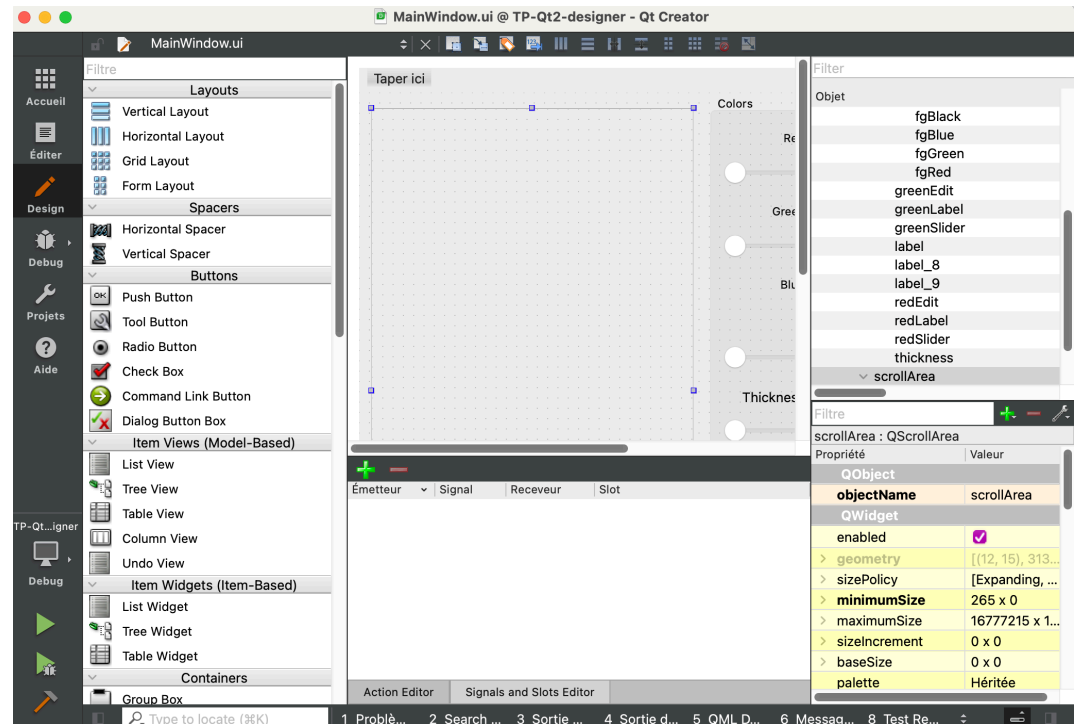 MainWindow.ui @ TP-Qt2-designer - Qt Creator
MainWindow.ui
Accueil
Éditer
Design
Debug
Projets
Aide
TP-Qt...igner
Debug
Filtre
Layouts
Vertical Layout
Horizontal Layout
Grid Layout
Form Layout
Spacers
Horizontal Spacer
Vertical Spacer
Buttons
OK
Push Button
Tool Button
Radio Button
Check Box
Command Link Button
Dialog Button Box
Item Views (Model-Based)
List View
Tree View
Table View
Column View
Undo View
Item Widgets (Item-Based)
List Widget
Tree Widget
Table Widget
Containers
Group Box
Taper ici
Colors
Re
Gree
Blu
Thicknes
Émetteur Signal Receveur Slot
Action Editor Signals and Slots Editor
Filter
Objet
fgBlack
fgBlue
fgGreen
fgRed
greenEdit
greenLabel
greenSlider
label
label_8
label_9
redEdit
redLabel
redSlider
thickness
scrollArea
Filtre
scrollArea : QScrollArea
Propriété Valeur
QObject
objectName scrollArea
QWidget
enabled
geometry [(12, 15), 313...
sizePolicy [Expanding, ...
minimumSize 265 x 0
maximumSize 16777215 x 1...
sizeIncrement 0 x 0
baseSize 0 x 0
palette Héritée
Type to locate (⌘K) 1 Problè... 2 Search ... 3 Sortie ... 4 Sortie d... 5 QML D... 6 Messag... 8 Test Re...